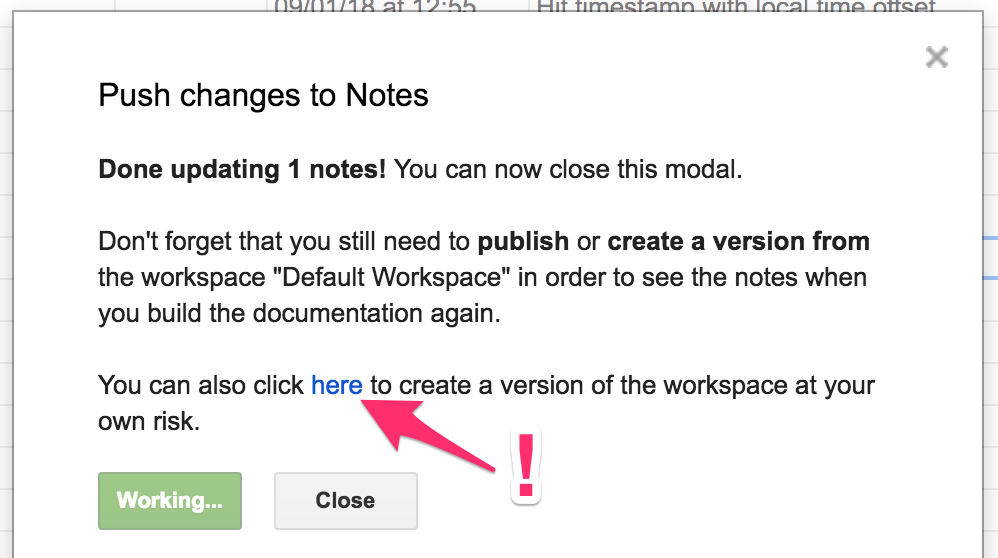 09/01/18 at 12:55 Hit timestamp with local time offset
Push changes to Notes
Done updating 1 notes! You can now close this modal.
Don't forget that you still need to publish or create a version from
the workspace "Default Workspace" in order to see the notes when
you build the documentation again.
You can also click here to create a version of the workspace at your
own risk.
!
Working... Close